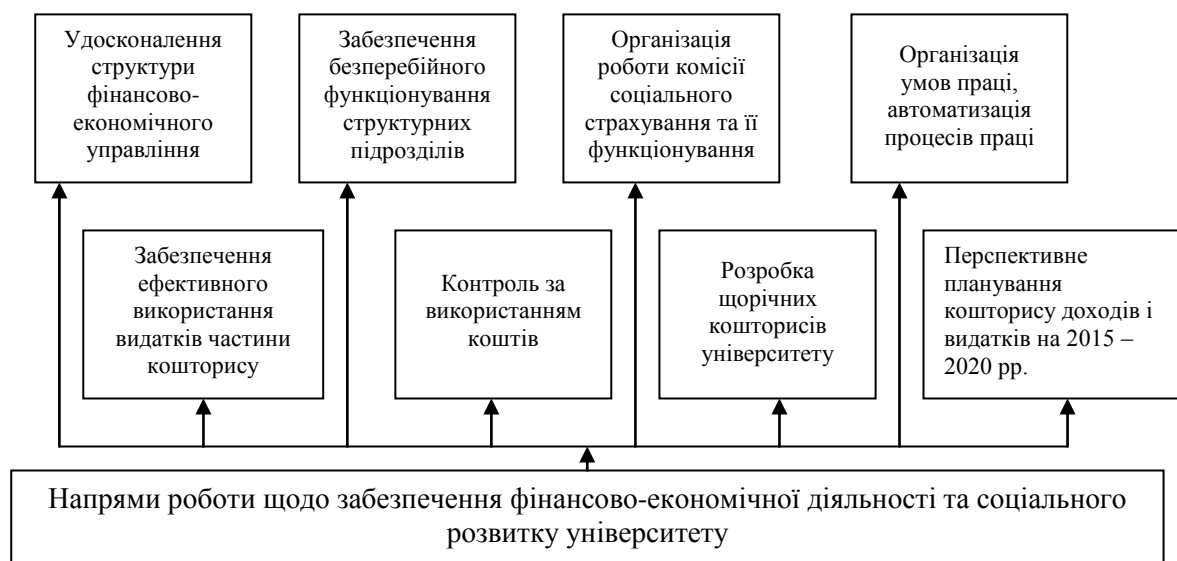 Удосконалення
структури
фінансово-
економічного
управління
Забезпечення
безперебійного
функціонування
структурних
підрозділів
Організація
роботи комісії
соціального
страхування та її
функціонування
Організація
умов праці,
автоматизація
процесів праці
Забезпечення
ефективного
використання
видатків частини
кошторису
Контроль за
використанням
коштів
Розробка
щорічних
кошторисів
університету
Перспективне
планування
кошторису доходів і
видатків на 2015 –
2020 рр.
Напрями роботи щодо забезпечення фінансово-економічної діяльності та соціального
розвитку університету